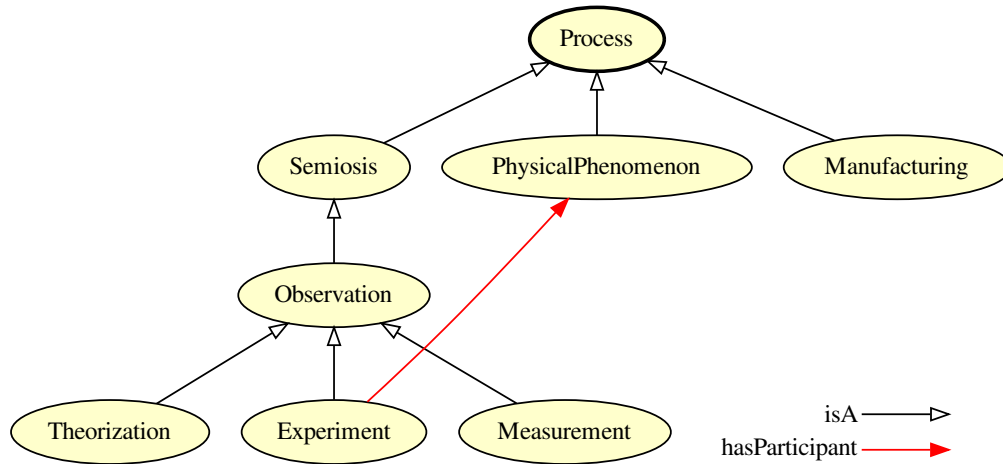 Process
Semiosis
PhysicalPhenomenon
Manufacturing
Observation
Theorization
Experiment
Measurement
isA
hasParticipant